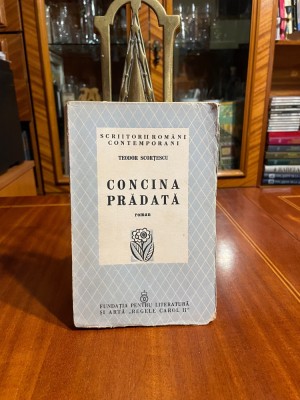 SCRIITORII ROMÂNI
CONTEMPORANI
TEODOR SCORȚESCU
CONCINA
PRĂDATĂ
roman
FUNDAȚIA PENTRU LITERATURĂ
ȘI ARTĂ „REGELE CAROL II”